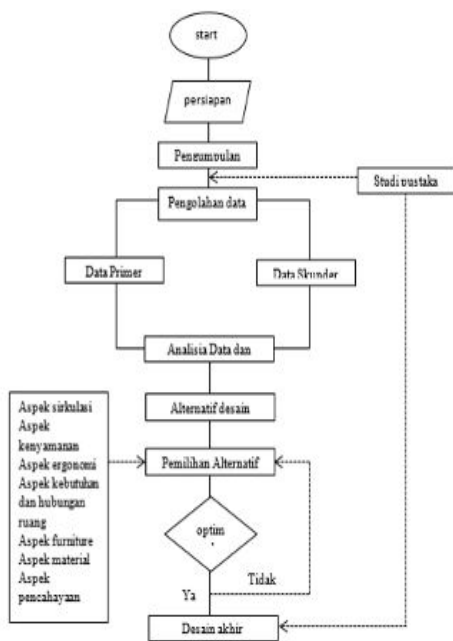 start
persiapan
Pengumpulan
Studi pustaka
Pengolahan data
Data Primer
Data Skunder
Analisia Data dan
Aspek sirkulasi
Aspek
kenyamanan
Aspek ergonomi
Aspek kebutuhan
dan hubungan
ruang
Aspek furniture
Aspek material
Aspek
pencahayaan
Alternatif desain
Pemilihan Alternatif
optim
Tidak
Ya
Desain akhir